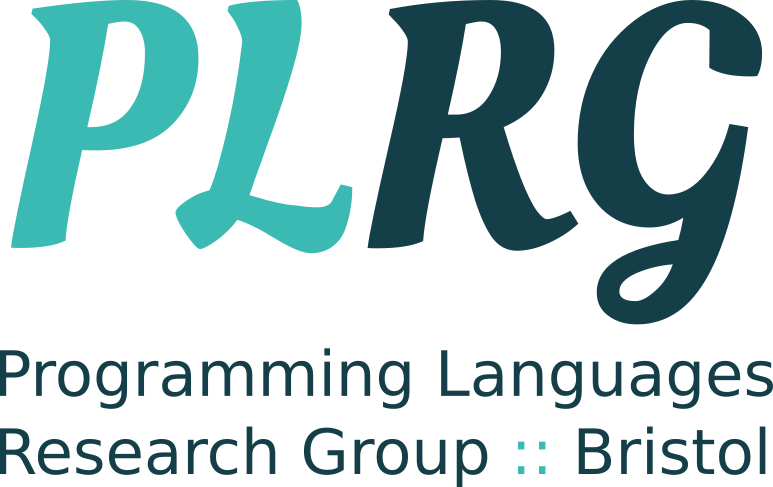 PLRG
Programming Languages
Research Group :: Bristol